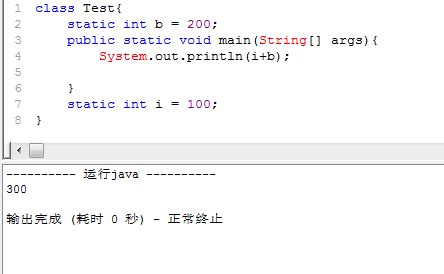 1 class Test{
2     static int b = 200;
3     public static void main(String[] args){
4         System.out.println(i+b);
5
6     }
7     static int i = 100;
8 }
---------- 运行java ----------
300
输出完成 (耗时 0 秒) - 正常终止